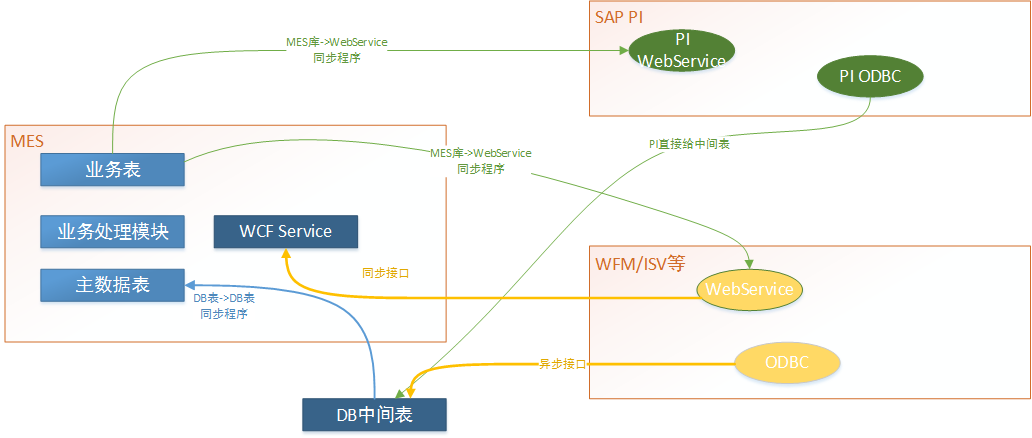 SAP PI
PI
WebService
PI ODBC
MES库->WebService
同步程序
MES
业务表
MES库->WebService
同步程序
PI直接给中间表
业务处理模块
WCF Service
主数据表
同步接口
DB表->DB表
同步程序
WFM/ISV等
WebService
ODBC
异步接口
DB中间表